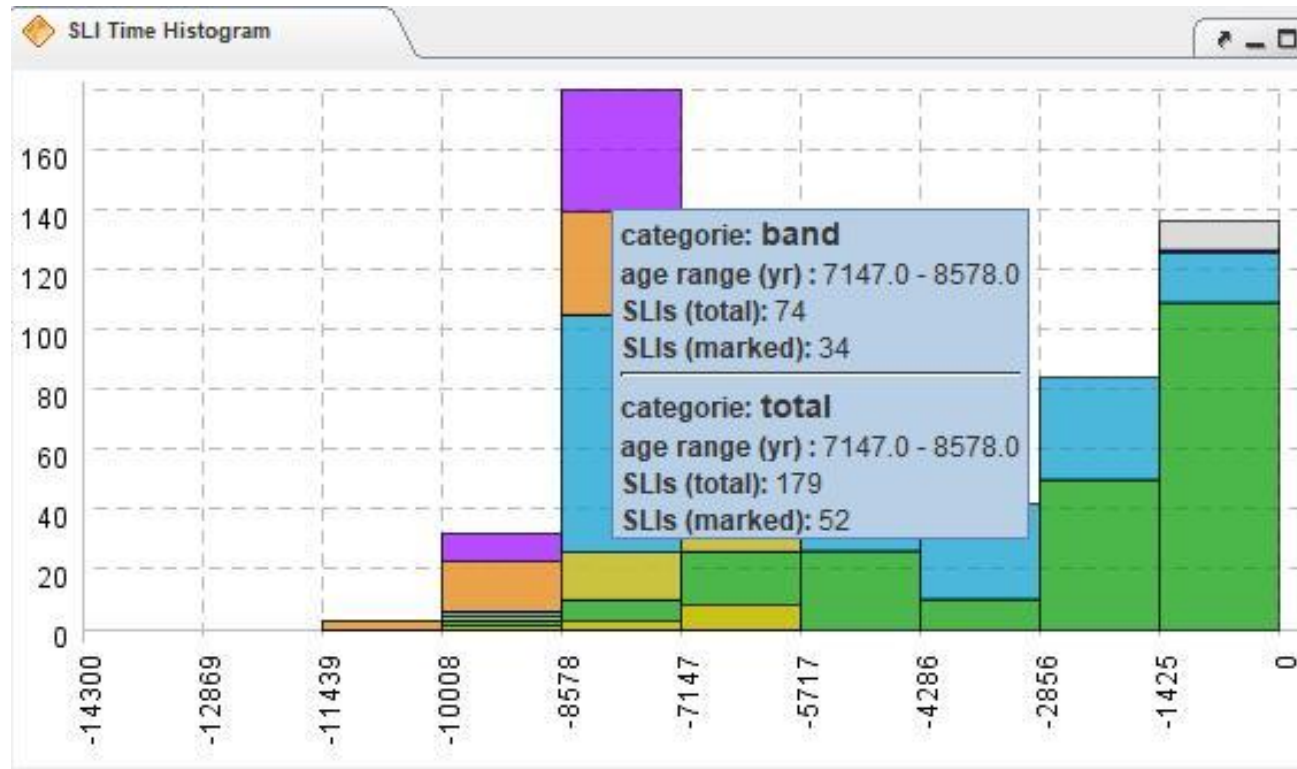 SLI Time Histogram
160
140
120
100
80
60
40
20
0
categorie: band
age range (yr) : 7147.0 - 8578.0
SLIs (total): 74
SLIs (marked): 34
categorie: total
age range (yr) : 7147.0 - 8578.0
SLIs (total): 179
SLIs (marked): 52
-14300
-12869
-11439
-10008
-8578
-7147
-5717
-4286
-2856
-1425
0